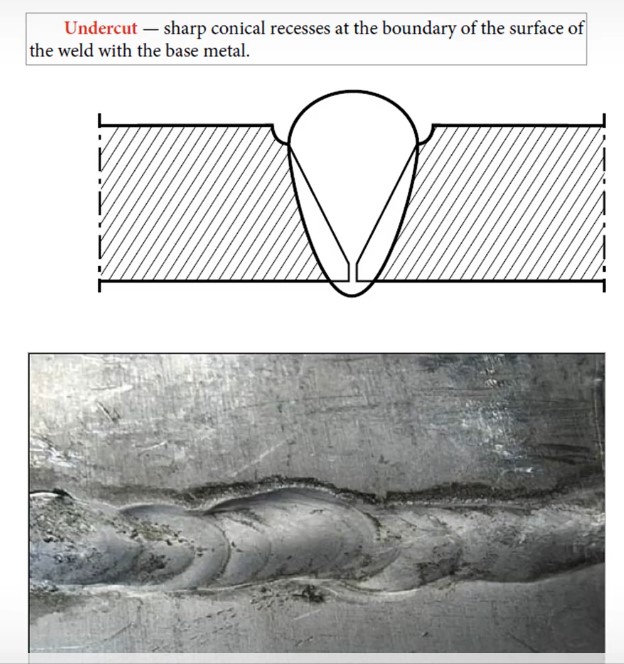 Undercut — sharp conical recesses at the boundary of the surface of
the weld with the base metal.